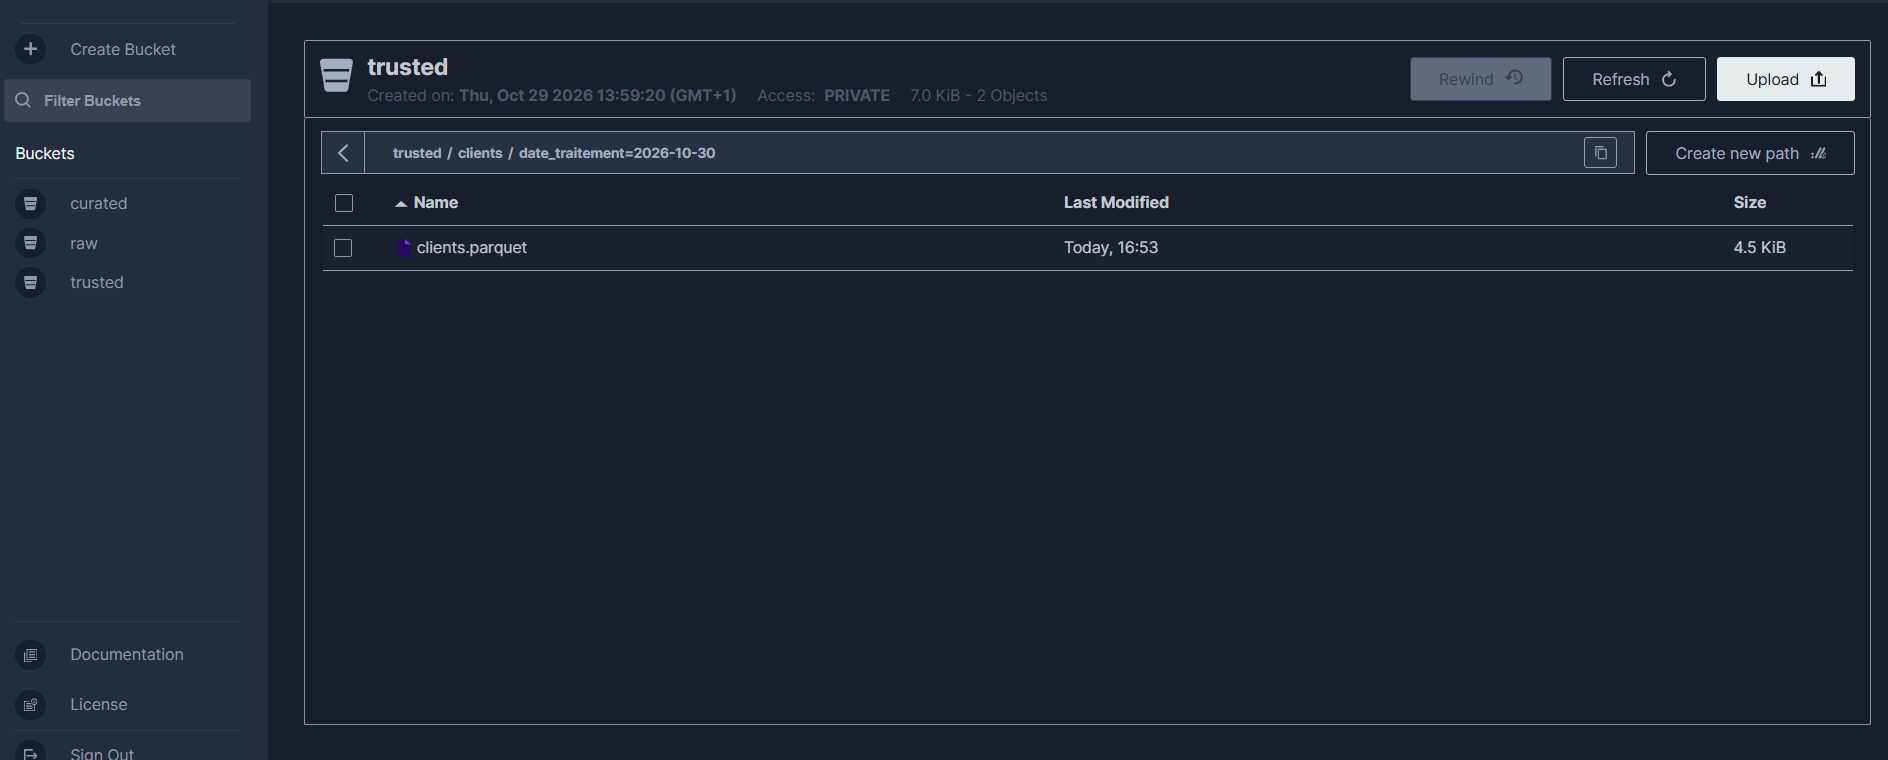 Create Bucket
Filter Buckets
Buckets
curated
raw
trusted
Documentation
License
Sign Out
trusted
Created on: Thu, Oct 29 2026 13:59:20 (GMT+1) Access: PRIVATE 7.0 KiB - 2 Objects
Rewind
Refresh
Upload
trusted / clients / date_traitement=2026-10-30
Create new path
Name Last Modified Size
clients.parquet Today, 16:53 4.5 KiB